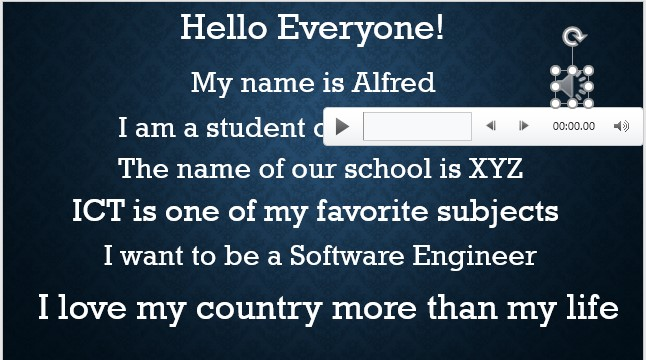 Hello Everyone!
My name is Alfred
I am a student
00:00.00
The name of our school is XYZ
ICT is one of my favorite subjects
I want to be a Software Engineer
I love my country more than my life